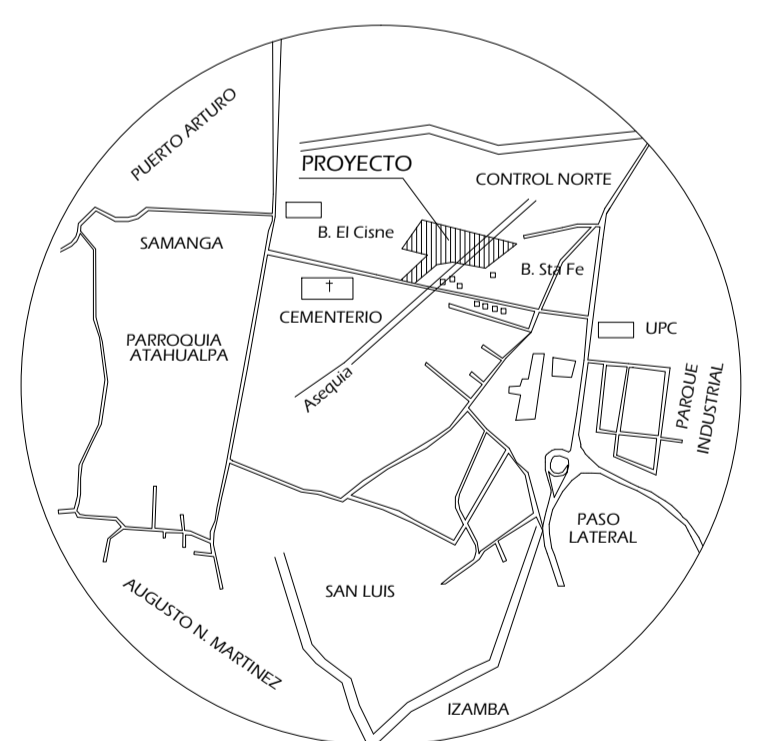 PUERTO ARTURO
PROYECTO
CONTROL NORTE
B. El Cisne
SAMANGA
B. Sta Fe
CEMENTERIO
UPC
PARROQUIA
ATAHUALPA
Asequia
PARQUE
INDUSTRIAL
PASO
LATERAL
AUGUSTO N. MARTINEZ
SAN LUIS
IZAMBA